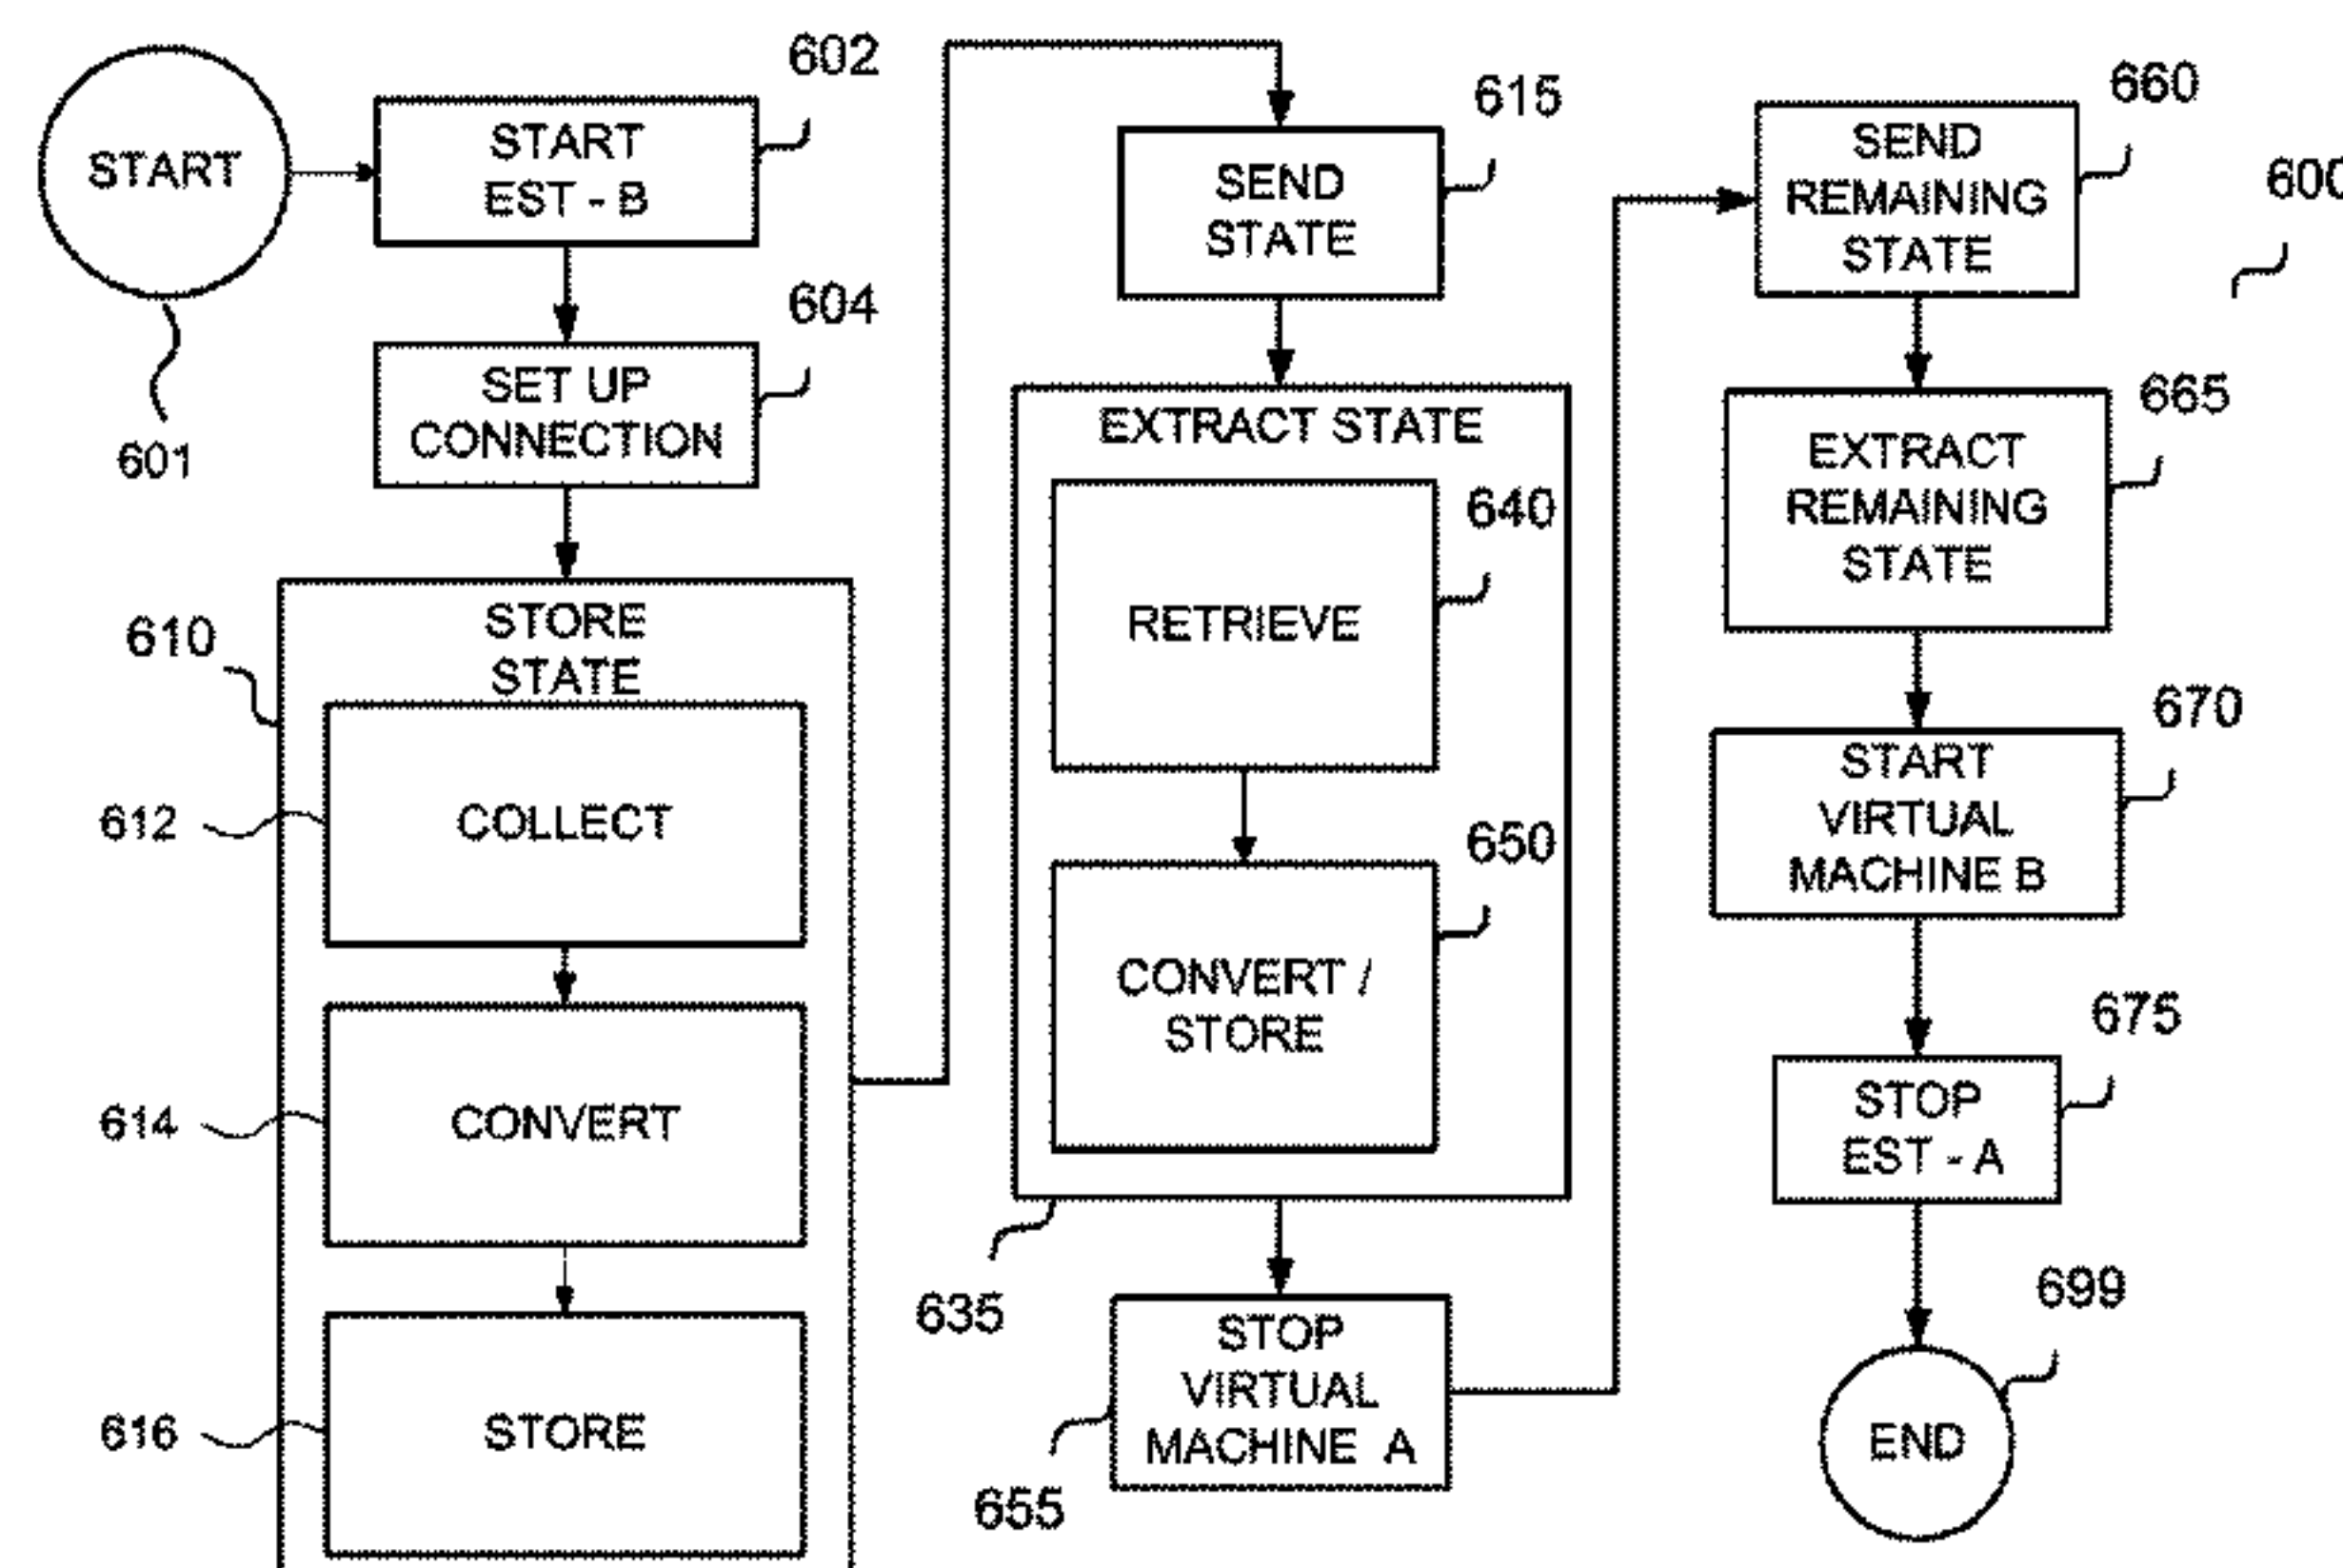 START
601
602
START
EST - B
604
SET UP
CONNECTION
610
STORE
STATE
612
COLLECT
614
CONVERT
616
STORE
615
SEND
STATE
EXTRACT STATE
640
RETRIEVE
650
CONVERT /
STORE
635
STOP
VIRTUAL
MACHINE A
655
660
SEND
REMAINING
STATE
600
665
EXTRACT
REMAINING
STATE
670
START
VIRTUAL
MACHINE B
675
STOP
EST - A
699
END